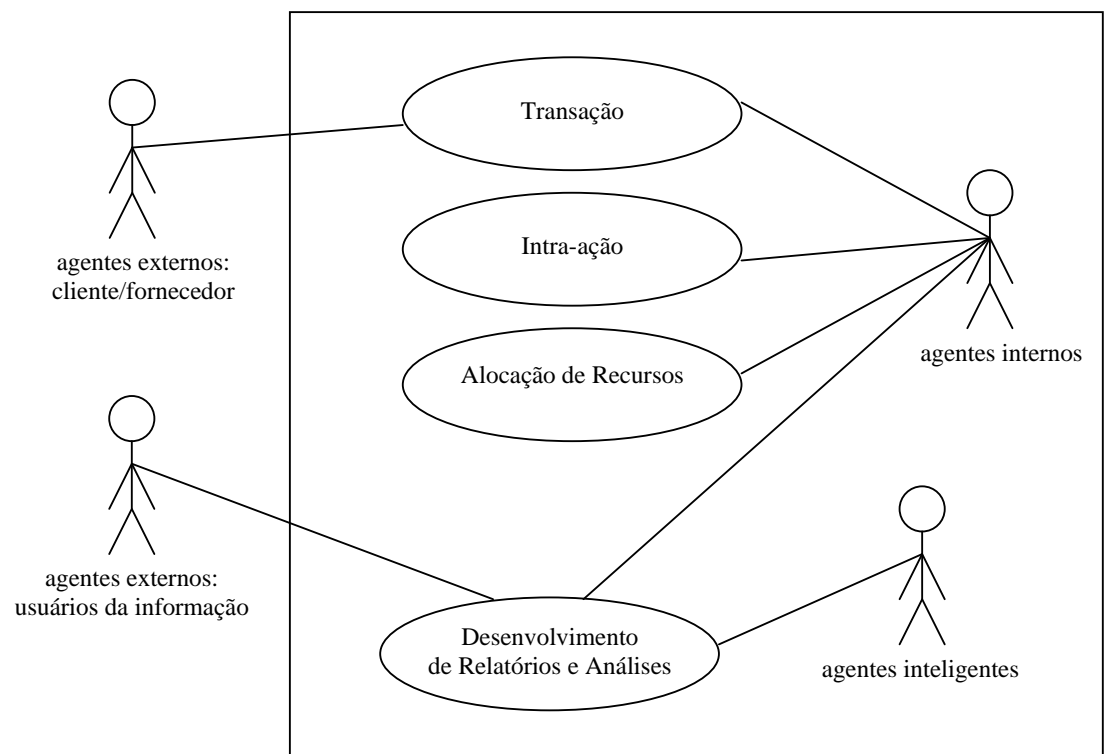 Transação
agentes externos:
cliente/fornecedor
Intra-ação
agentes internos
Alocação de Recursos
agentes externos:
usuários da informação
Desenvolvimento
de Relatórios e Análises
agentes inteligentes